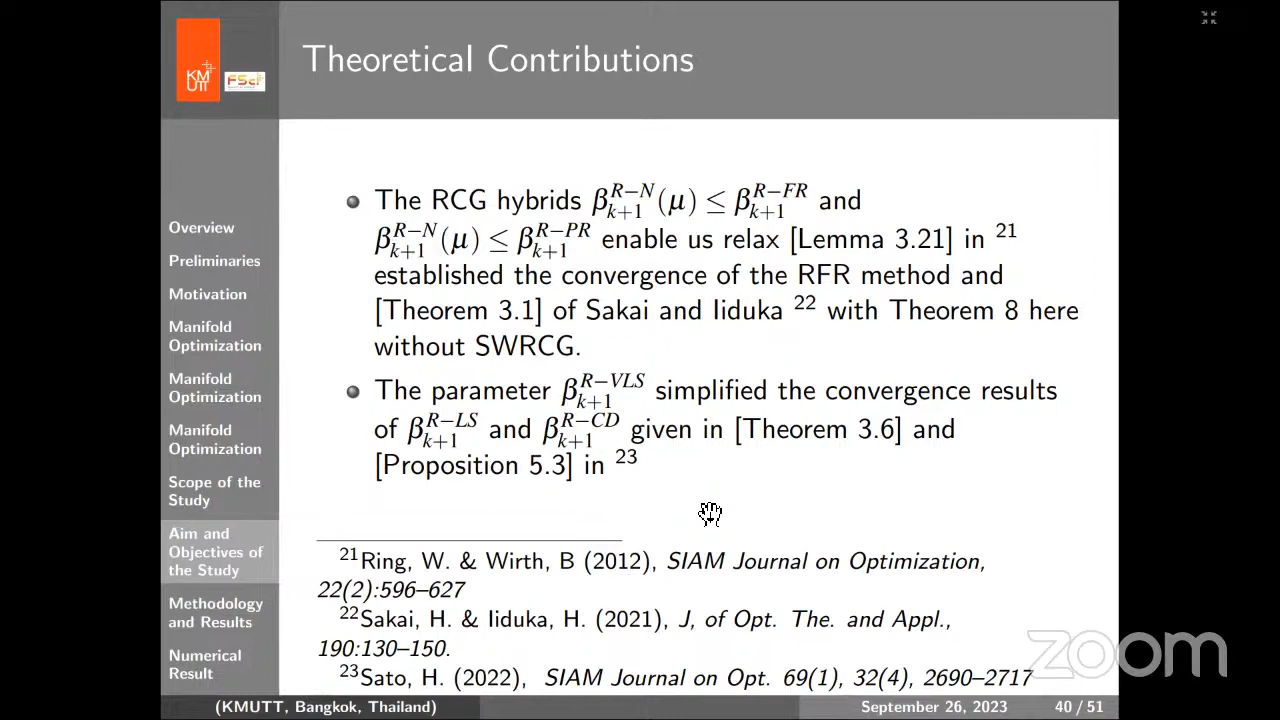 KM
UTT
FSci
Theoretical Contributions
Overview
Preliminaries
Motivation
Manifold
Optimization
Manifold
Optimization
Manifold
Optimization
Scope of the
Study
Aim and
Objectives of
the Study
Methodology
and Results
Numerical
Result
The RCG hybrids β_{k+1}^{R−N}(μ) ≤ β_{k+1}^{R−FR} and
β_{k+1}^{R−N}(μ) ≤ β_{k+1}^{R−PR} enable us relax [Lemma 3.21] in ²¹
established the convergence of the RFR method and
[Theorem 3.1] of Sakai and Iiduka ²² with Theorem 8 here
without SWRCG.
The parameter β_{k+1}^{R−VLS} simplified the convergence results
of β_{k+1}^{R−LS} and β_{k+1}^{R−CD} given in [Theorem 3.6] and
[Proposition 5.3] in ²³
²¹Ring, W. & Wirth, B (2012), SIAM Journal on Optimization,
22(2):596–627
²²Sakai, H. & Iiduka, H. (2021), J, of Opt. The. and Appl.,
190:130–150.
²³Sato, H. (2022), SIAM Journal on Opt. 69(1), 32(4), 2690–2717
zoom
(KMUTT, Bangkok, Thailand) September 26, 2023 40 / 51